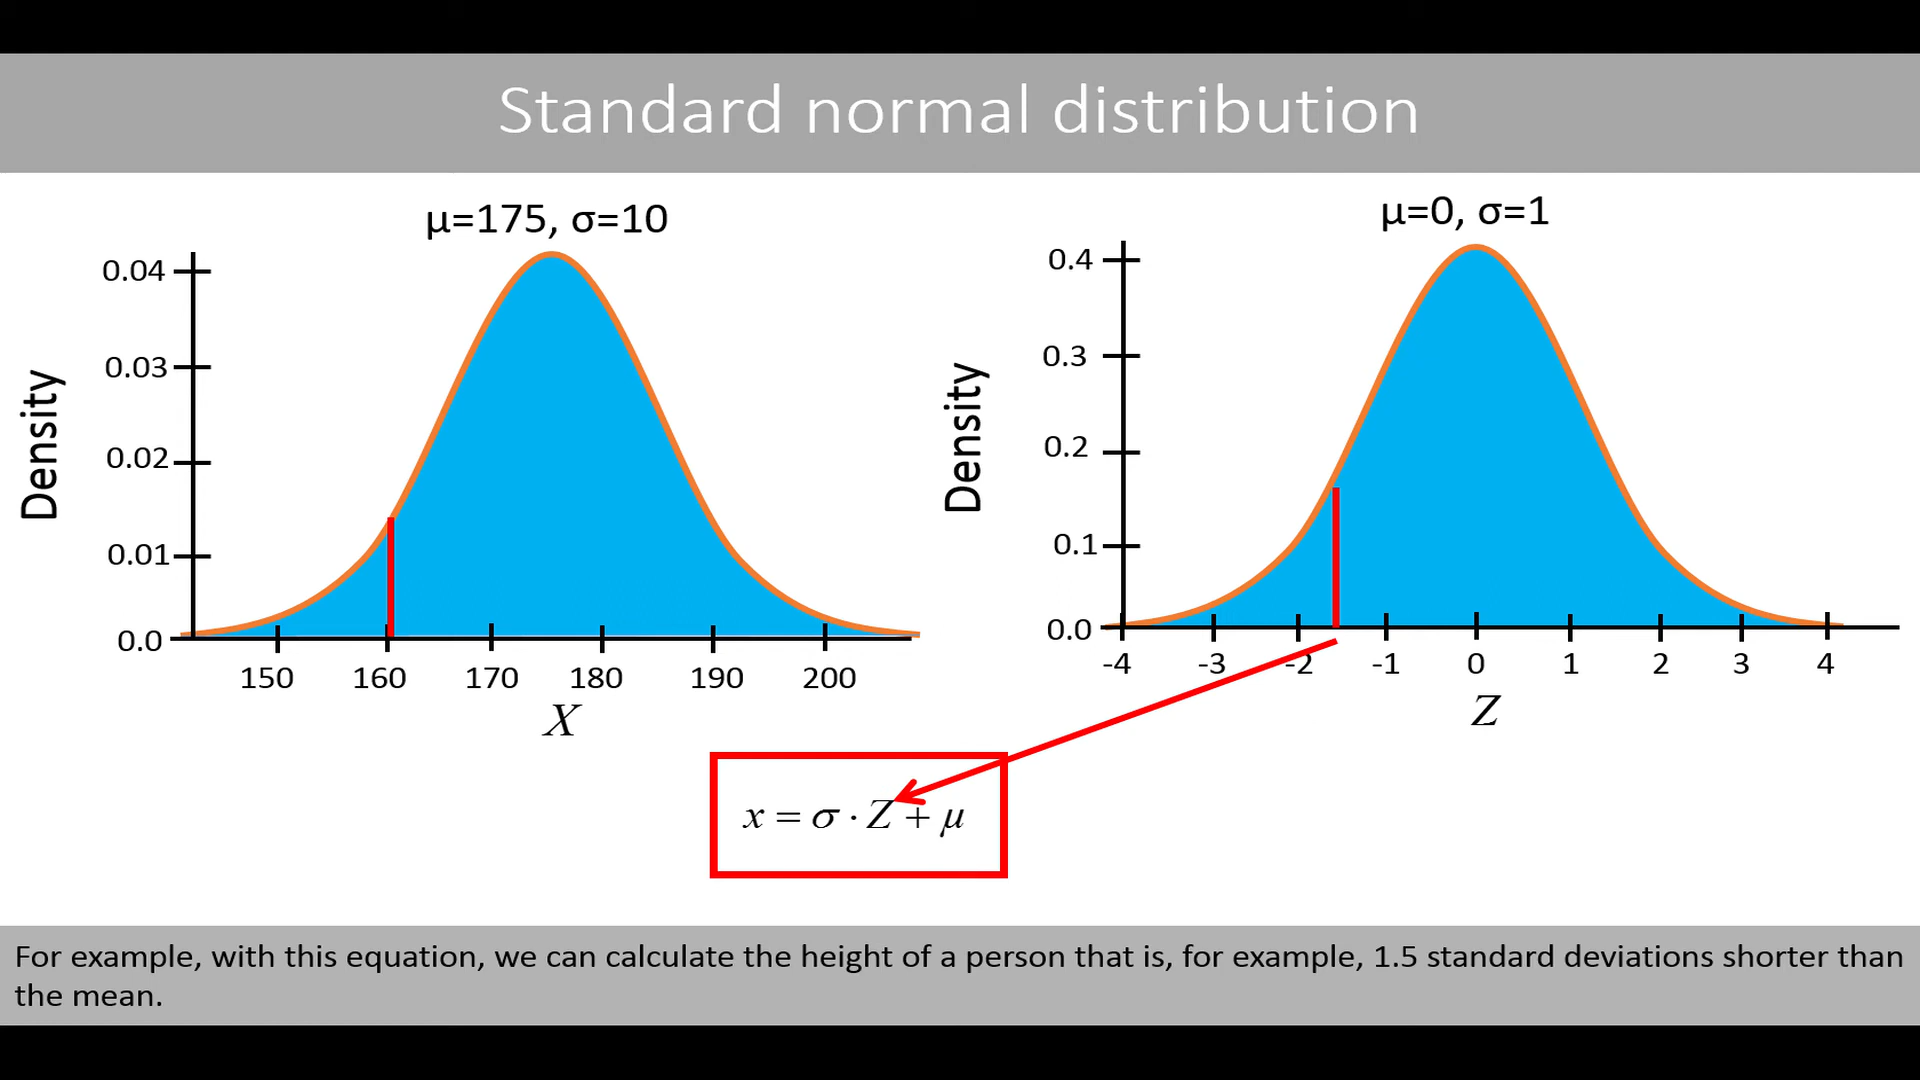 Standard normal distribution
μ=175, σ=10
0.04
0.03
0.02
0.01
0.0
Density
150 160 170 180 190 200
X
μ=0, σ=1
0.4
0.3
0.2
0.1
0.0
Density
-4 -3 -2 -1 0 1 2 3 4
Z
x = σ · Z + μ
For example, with this equation, we can calculate the height of a person that is, for example, 1.5 standard deviations shorter than
the mean.